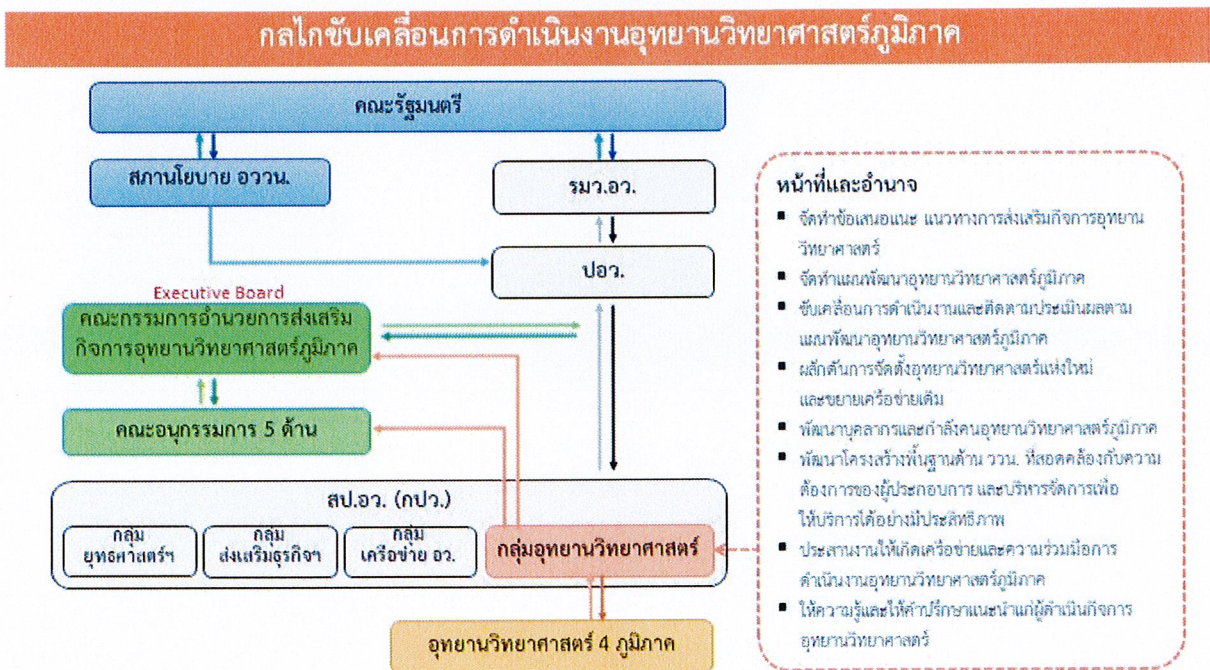 กลไกขับเคลื่อนการดำเนินงานอุทยานวิทยาศาสตร์ภูมิภาค
คณะรัฐมนตรี
สภานโยบาย อววน.
รมว.อว.
ปอว.
Executive Board
คณะกรรมการอำนวยการส่งเสริม
กิจการอุทยานวิทยาศาสตร์ภูมิภาค
คณะอนุกรรมการ 5 ด้าน
สป.อว. (กปว.)
กลุ่ม
ยุทธศาสตร์ฯ
กลุ่ม
ส่งเสริมธุรกิจฯ
กลุ่ม
เครือข่าย อว.
กลุ่มอุทยานวิทยาศาสตร์
อุทยานวิทยาศาสตร์ 4 ภูมิภาค
หน้าที่และอำนาจ
▪ จัดทำข้อเสนอแนะ แนวทางการส่งเสริมกิจการอุทยาน
วิทยาศาสตร์
▪ จัดทำแผนพัฒนาอุทยานวิทยาศาสตร์ภูมิภาค
▪ ขับเคลื่อนการดำเนินงานและติดตามประเมินผลตาม
แผนพัฒนาอุทยานวิทยาศาสตร์ภูมิภาค
▪ ผลักดันการจัดตั้งอุทยานวิทยาศาสตร์แห่งใหม่
และขยายเครือข่ายเดิม
▪ พัฒนาบุคลากรและกำลังคนอุทยานวิทยาศาสตร์ภูมิภาค
▪ พัฒนาโครงสร้างพื้นฐานด้าน ววน. ที่สอดคล้องกับความ
ต้องการของผู้ประกอบการ และบริหารจัดการเพื่อ
ให้บริการได้อย่างมีประสิทธิภาพ
▪ ประสานงานให้เกิดเครือข่ายและความร่วมมือการ
ดำเนินงานอุทยานวิทยาศาสตร์ภูมิภาค
▪ ให้ความรู้และให้คำปรึกษาแนะนำแก่ผู้ดำเนินกิจการ
อุทยานวิทยาศาสตร์